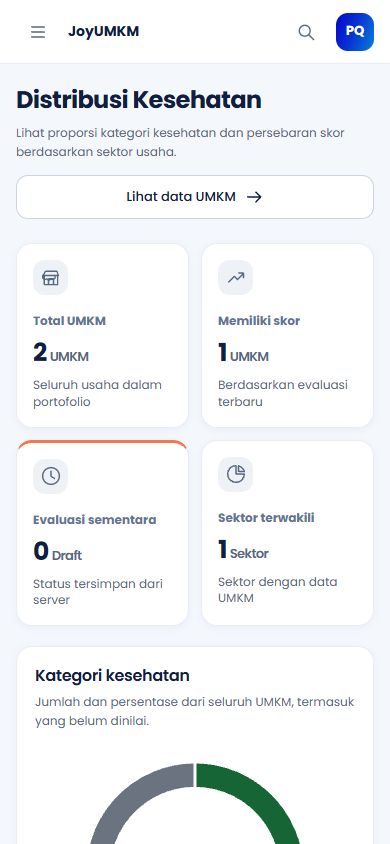 JoyUMKM
PQ
Distribusi Kesehatan
Lihat proporsi kategori kesehatan dan persebaran skor
berdasarkan sektor usaha.
Lihat data UMKM
Total UMKM
2 UMKM
Seluruh usaha dalam
portofolio
Memiliki skor
1 UMKM
Berdasarkan evaluasi
terbaru
Evaluasi sementara
0 Draft
Status tersimpan dari
server
Sektor terwakili
1 Sektor
Sektor dengan data
UMKM
Kategori kesehatan
Jumlah dan persentase dari seluruh UMKM, termasuk
yang belum dinilai.